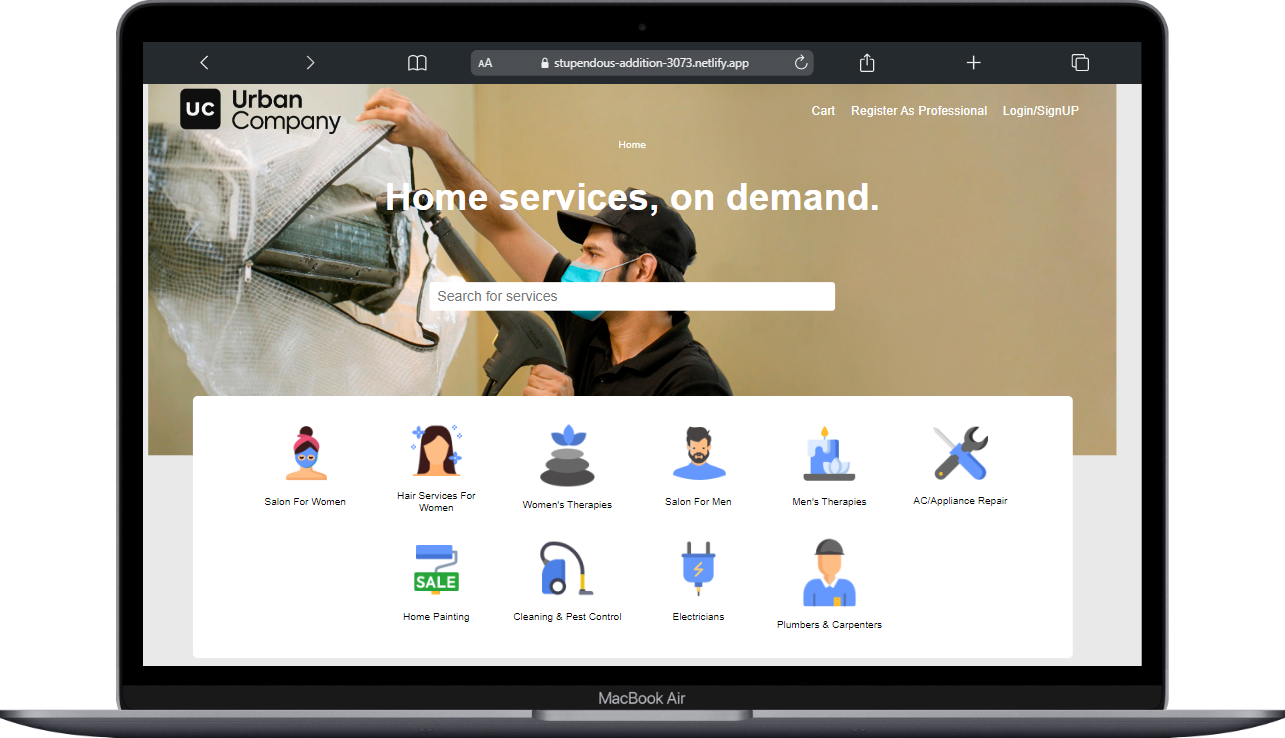 AA stupendous-addition-3073.netlify.app
UC Urban
Company
Cart Register As Professional Login/SignUP
Home
Home services, on demand.
Search for services
Salon For Women
Hair Services For
Women
Women's Therapies
Salon For Men
Men's Therapies
AC/Appliance Repair
SALE
Home Painting
Cleaning & Pest Control
Electricians
Plumbers & Carpenters
MacBook Air